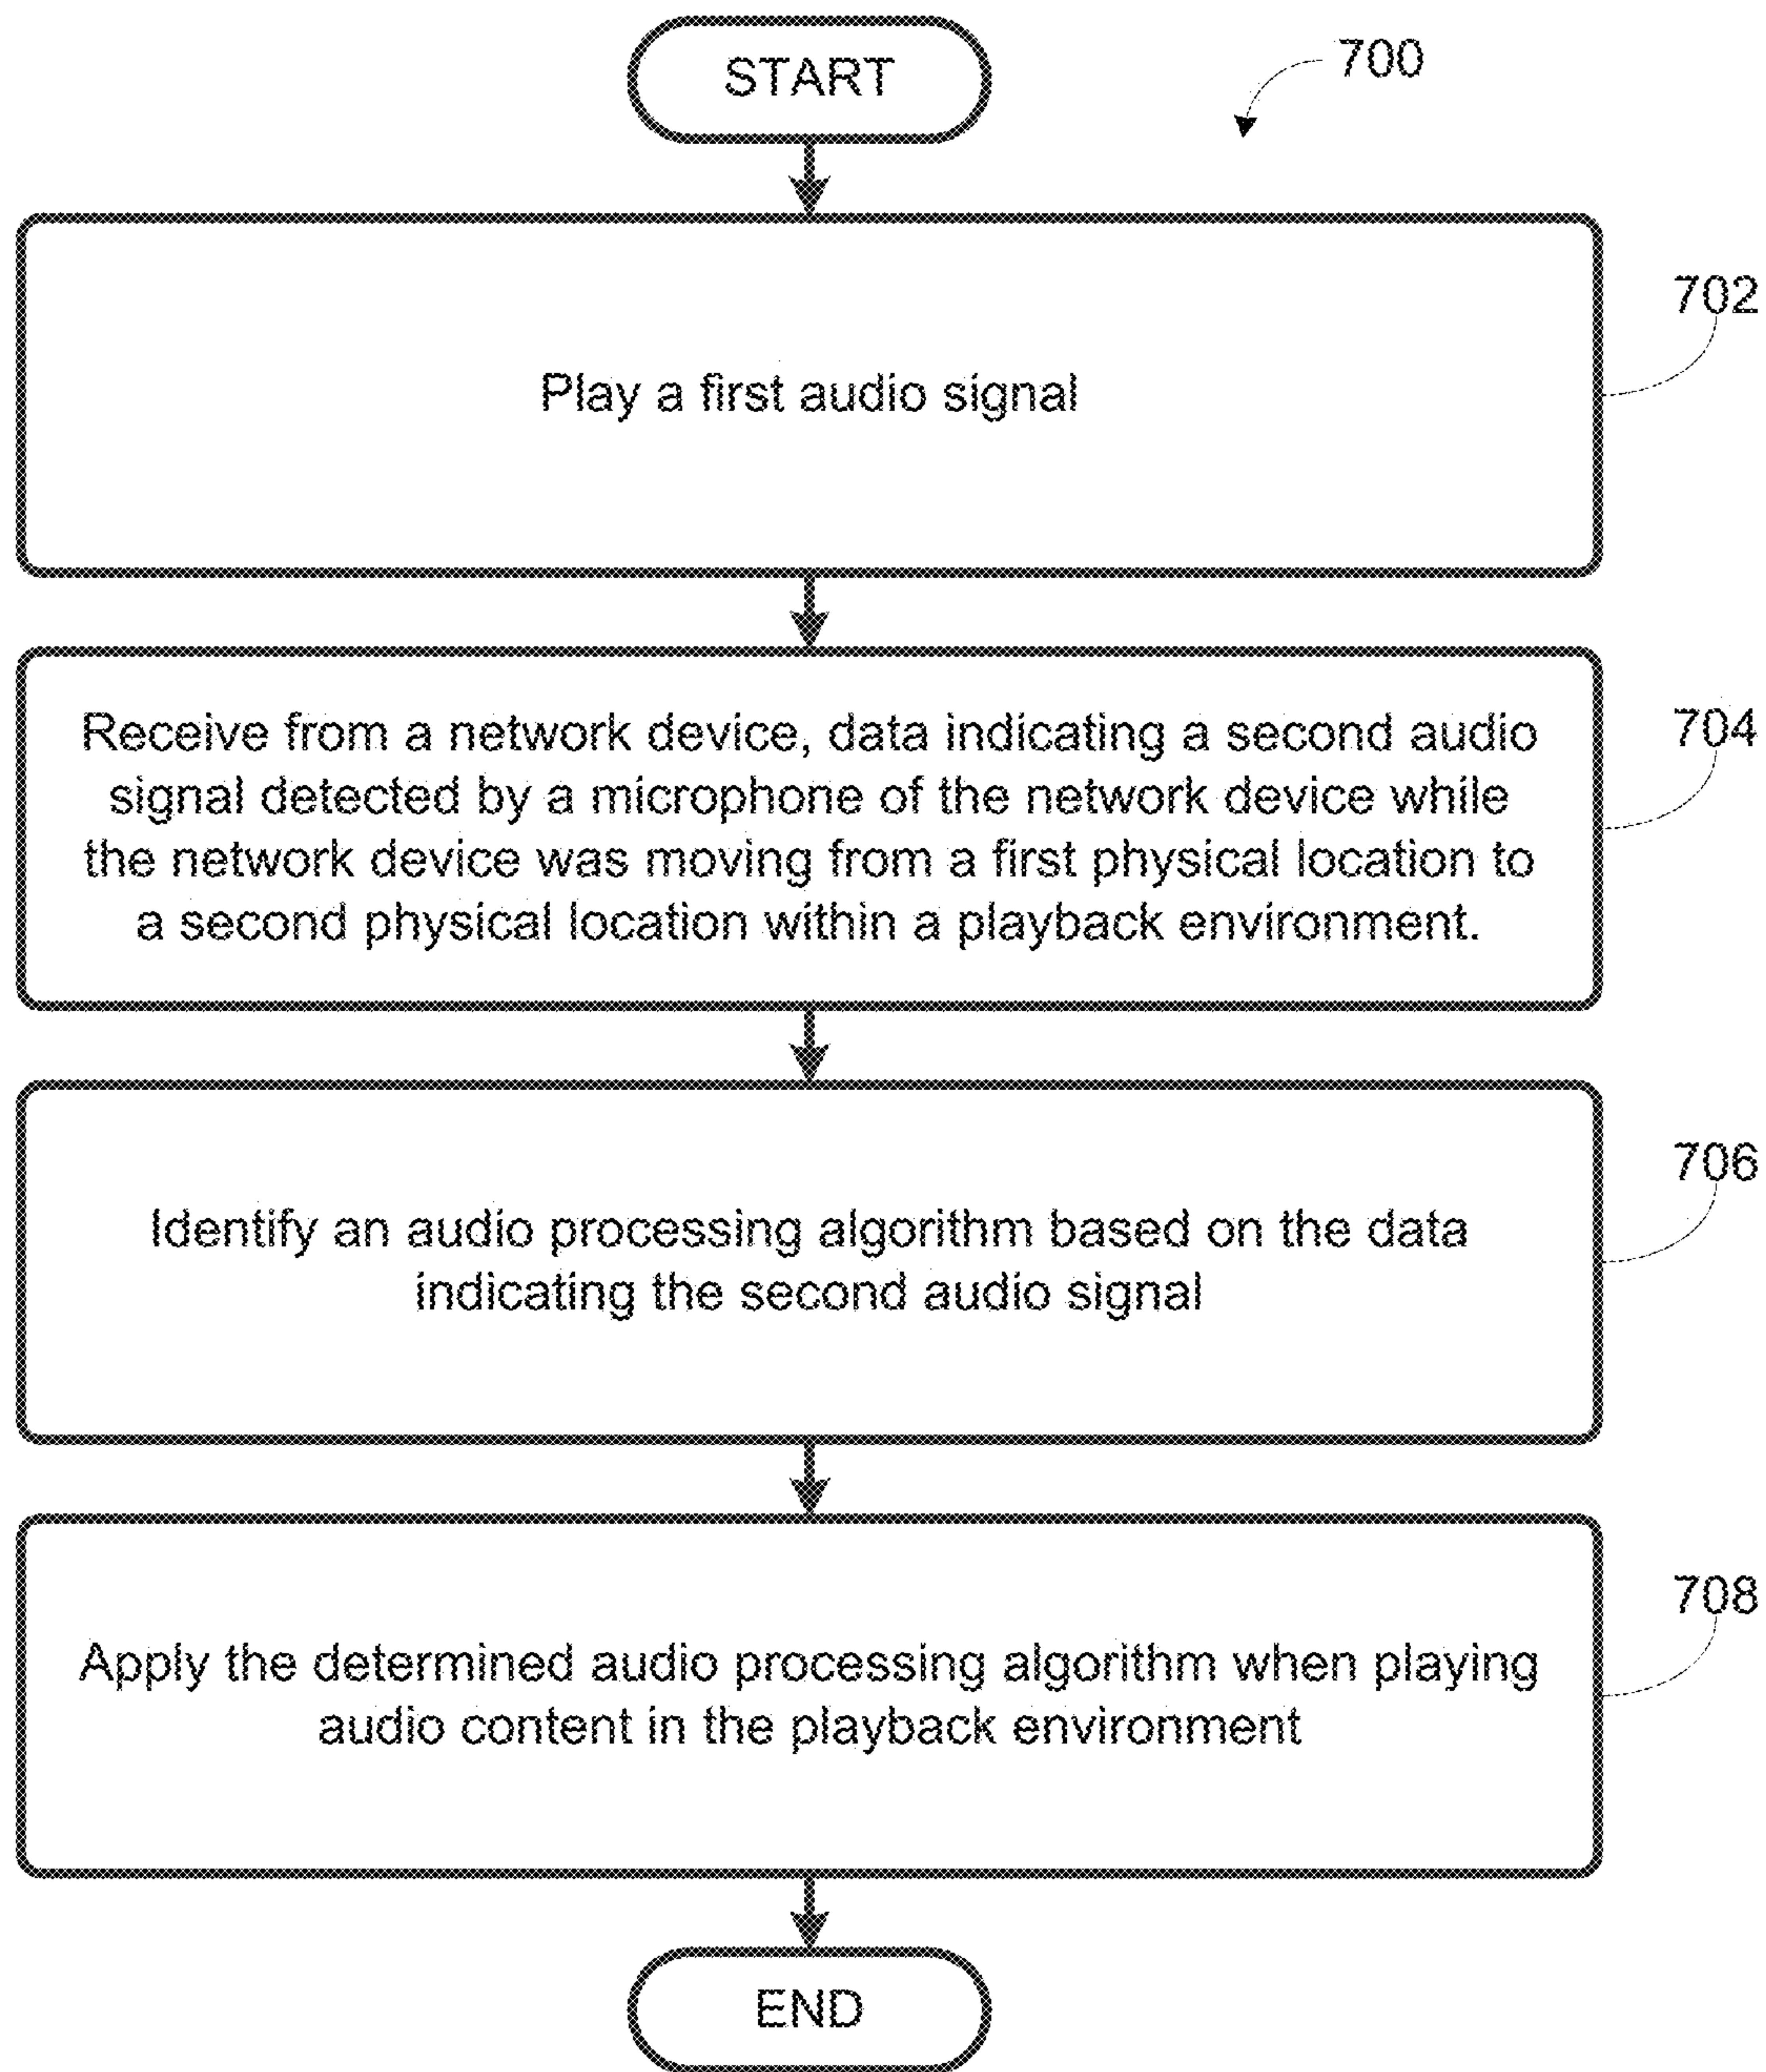 START
700
702
Play a first audio signal
Receive from a network device, data indicating a second audio
704
signal detected by a microphone of the network device while
the network device was moving from a first physical location to
a second physical location within a playback environment.
706
Identify an audio processing algorithm based on the data
indicating the second audio signal
708
Apply the determined audio processing algorithm when playing
audio content in the playback environment
END